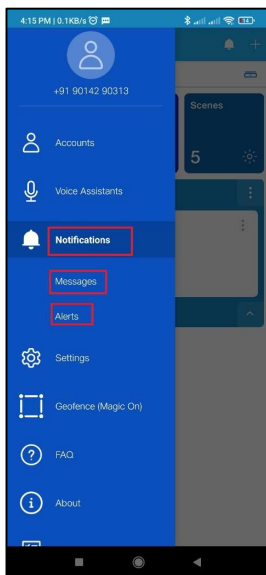 4:15 PM | 0.1KB/s
+91 90142 90313
Accounts
Voice Assistants
Notifications
Messages
Alerts
Settings
Geofence (Magic On)
FAQ
About
Scenes
5